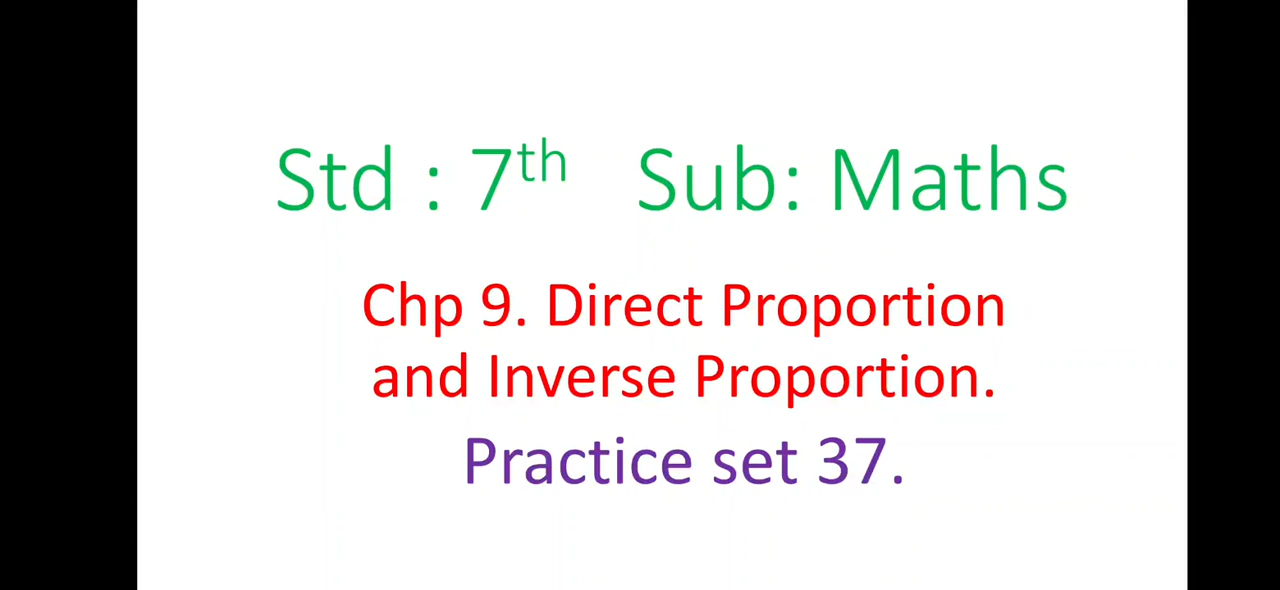 Std : 7th Sub: Maths
Chp 9. Direct Proportion
and Inverse Proportion.
Practice set 37.